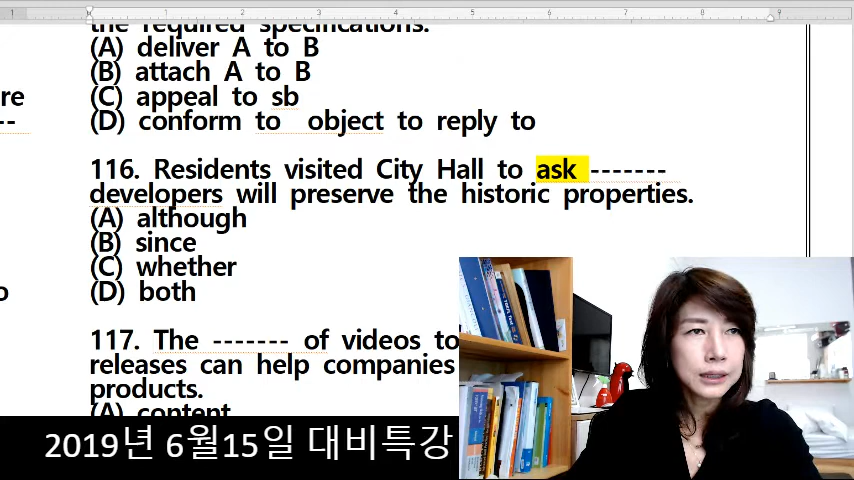 the required specifications.
(A) deliver A to B
(B) attach A to B
re
(C) appeal to sb
--
(D) conform to object to reply to
116. Residents visited City Hall to ask -------
developers will preserve the historic properties.
(A) although
(B) since
(C) whether
o
(D) both
117. The ------- of videos to
releases can help companies
products.
(A) content
2019년 6월15일 대비특강